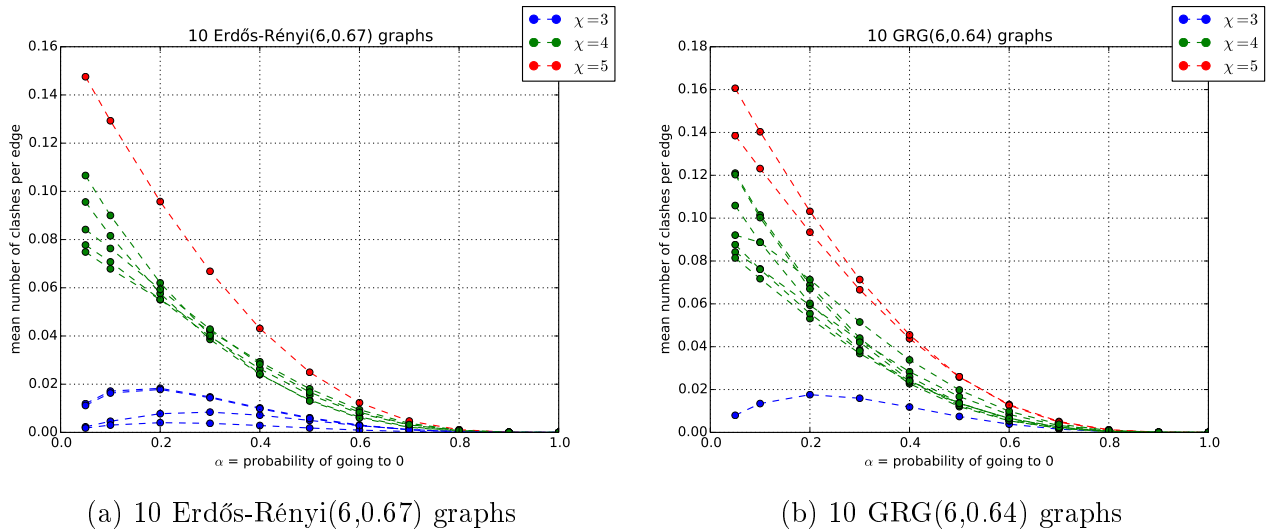 10 Erdős-Rényi(6,0.67) graphs
χ=3
χ=4
χ=5
0.16
0.14
0.12
0.10
0.08
0.06
0.04
0.02
0.00
mean number of clashes per edge
0.0 0.2 0.4 0.6 0.8 1.0
α = probability of going to 0
(a) 10 Erdős-Rényi(6,0.67) graphs
10 GRG(6,0.64) graphs
χ=3
χ=4
χ=5
0.18
0.16
0.14
0.12
0.10
0.08
0.06
0.04
0.02
0.00
mean number of clashes per edge
0.0 0.2 0.4 0.6 0.8 1.0
α = probability of going to 0
(b) 10 GRG(6,0.64) graphs